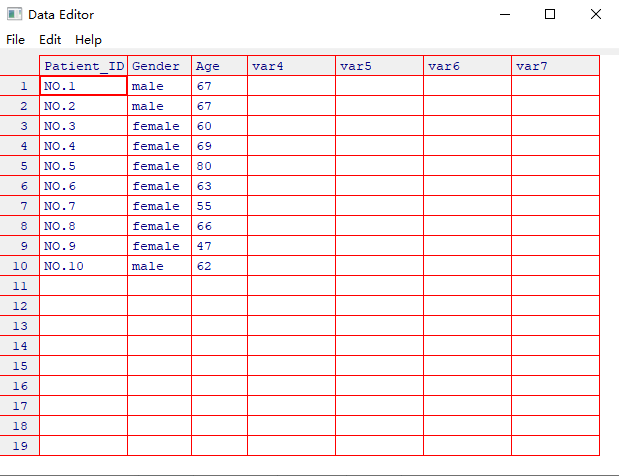 Data Editor
File Edit Help
Patient_ID Gender Age var4 var5 var6 var7
1 NO.1 male 67
2 NO.2 male 67
3 NO.3 female 60
4 NO.4 female 69
5 NO.5 female 80
6 NO.6 female 63
7 NO.7 female 55
8 NO.8 female 66
9 NO.9 female 47
10 NO.10 male 62
11
12
13
14
15
16
17
18
19